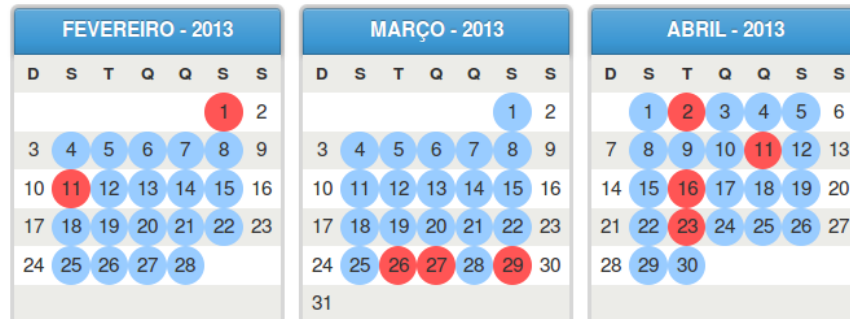 FEVEREIRO - 2013
D S T Q Q S S
1 2
3 4 5 6 7 8 9
10 11 12 13 14 15 16
17 18 19 20 21 22 23
24 25 26 27 28
MARÇO - 2013
D S T Q Q S S
1 2
3 4 5 6 7 8 9
10 11 12 13 14 15 16
17 18 19 20 21 22 23
24 25 26 27 28 29 30
31
ABRIL - 2013
D S T Q Q S S
1 2 3 4 5 6
7 8 9 10 11 12 13
14 15 16 17 18 19 20
21 22 23 24 25 26 27
28 29 30